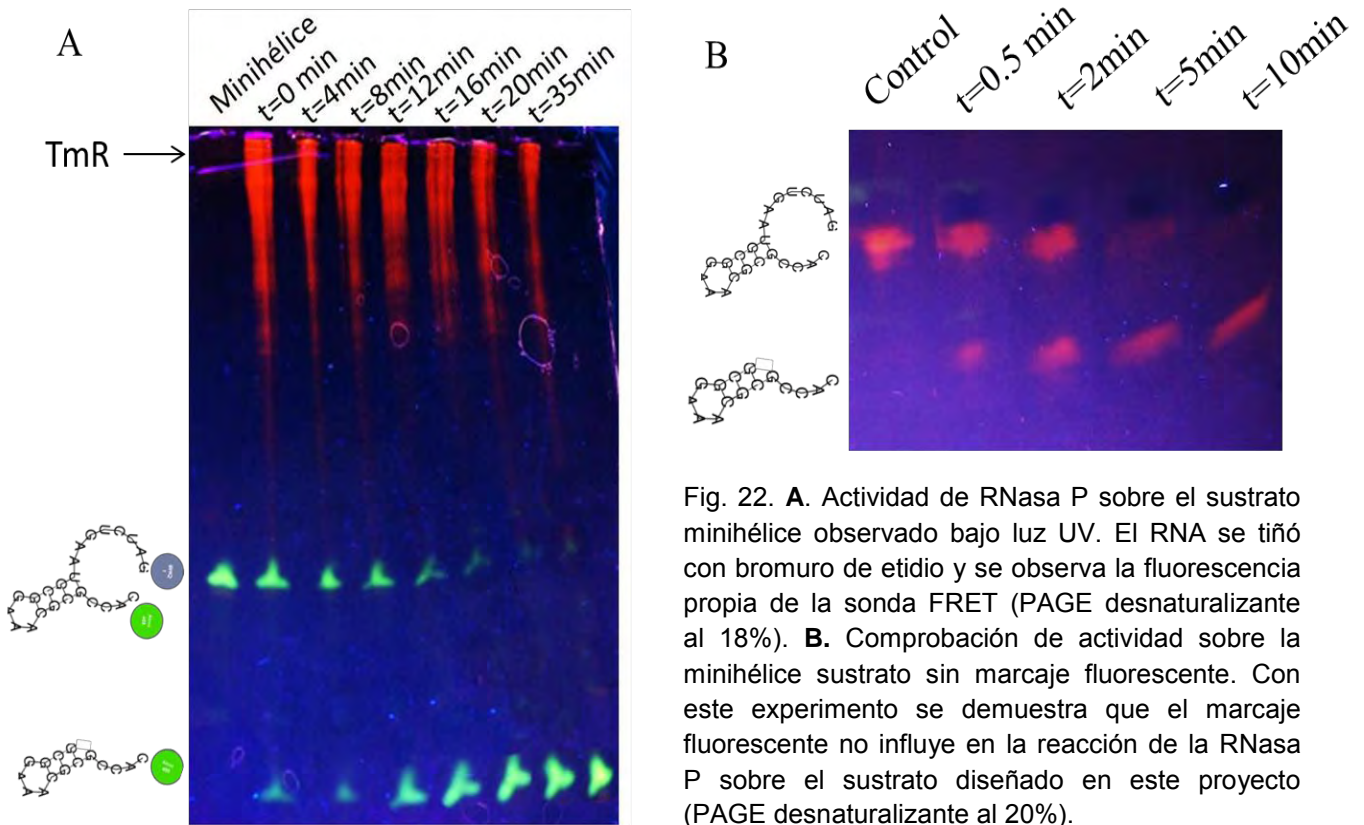 A
Minihélice
t=0 min
t=4min
t=8min
t=12min
t=16min
t=20min
t=35min
TmR
B
Control
t=0.5 min
t=2min
t=5min
t=10min
Fig. 22. A. Actividad de RNasa P sobre el sustrato
minihélice observado bajo luz UV. El RNA se tiñó
con bromuro de etidio y se observa la fluorescencia
propia de la sonda FRET (PAGE desnaturalizante
al 18%). B. Comprobación de actividad sobre la
minihélice sustrato sin marcaje fluorescente. Con
este experimento se demuestra que el marcaje
fluorescente no influye en la reacción de la RNasa
P sobre el sustrato diseñado en este proyecto
(PAGE desnaturalizante al 20%).